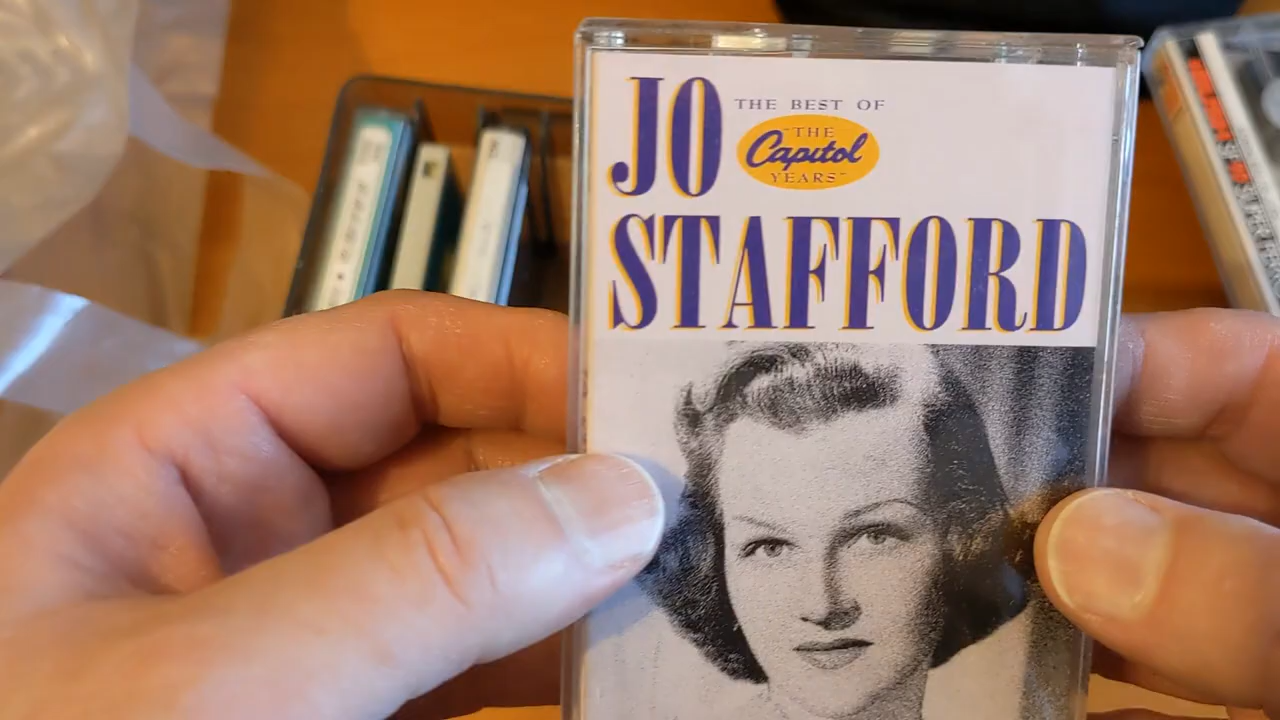 JO
THE BEST OF
"THE
Capitol
YEARS"
STAFFORD